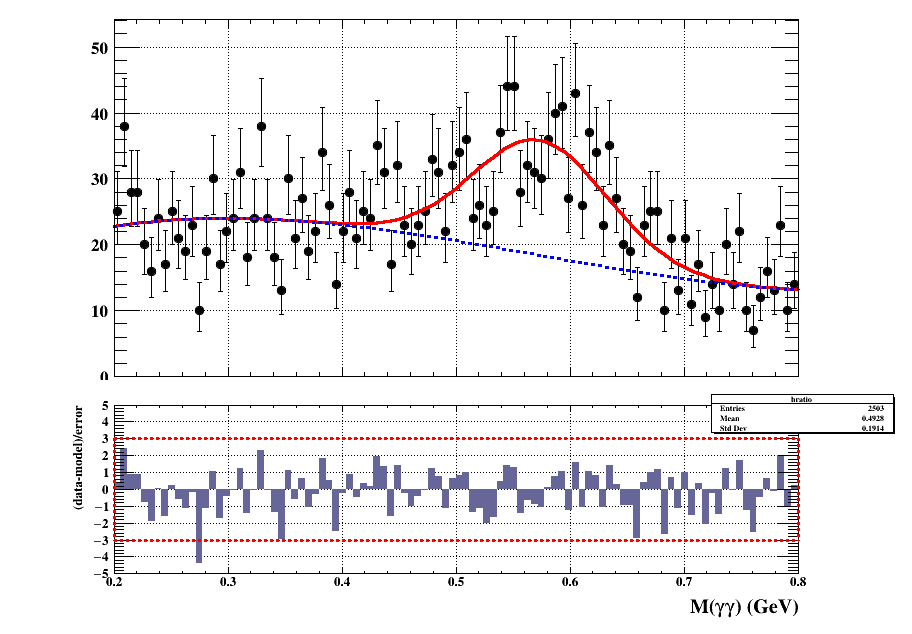 50
40
30
20
10
0
hratio
Entries 2503
Mean 0.4928
Std Dev 0.1914
(data-model)/error
5
4
3
2
1
0
−1
−2
−3
−4
−5
0.2 0.3 0.4 0.5 0.6 0.7 0.8
M(γγ) (GeV)